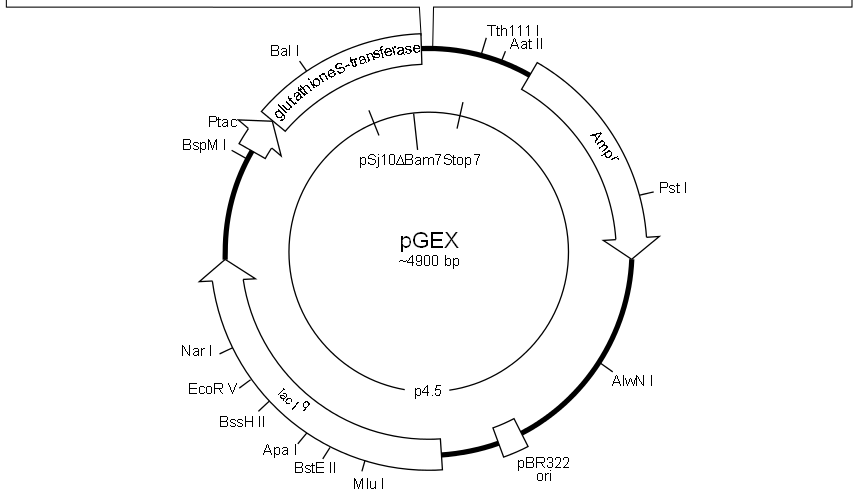 Tth111 I
Aat II
Bal I
glutathione S-transferase
Ptac
BspM I
Ampr
pSj10ΔBam7Stop7
Pst I
pGEX
~4900 bp
Nar I
EcoR V
AlwN I
p4.5
lac I q
BssH II
Apa I
BstE II
Mlu I
pBR322
ori